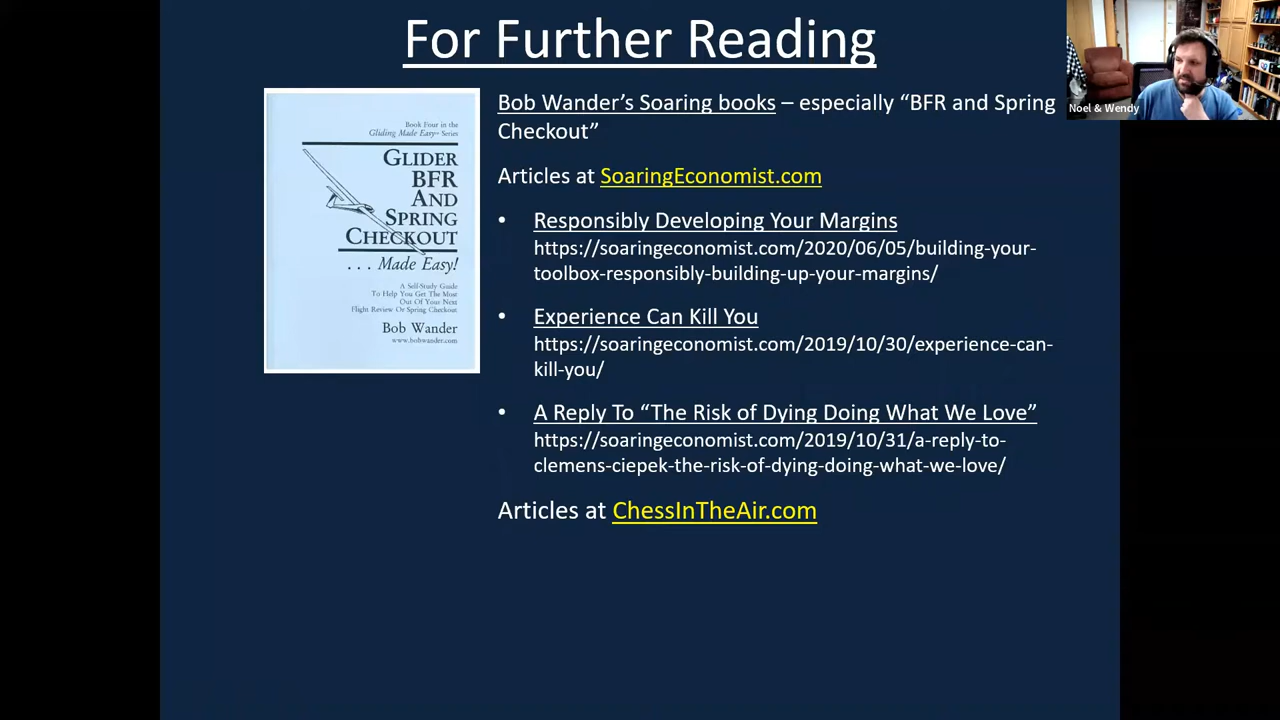 For Further Reading
Noel & Wendy
Book Four in the
Gliding Made Easy™ Series
GLIDER
BFR
AND
SPRING
CHECKOUT
. . . Made Easy!
A Self-Study Guide
To Help You Get The Most
Out Of Your Next
Flight Review Or Spring Checkout
Bob Wander
www.bobwander.com
Bob Wander’s Soaring books – especially “BFR and Spring
Checkout”
Articles at SoaringEconomist.com
• Responsibly Developing Your Margins
https://soaringeconomist.com/2020/06/05/building-your-
toolbox-responsibly-building-up-your-margins/
• Experience Can Kill You
https://soaringeconomist.com/2019/10/30/experience-can-
kill-you/
• A Reply To “The Risk of Dying Doing What We Love”
https://soaringeconomist.com/2019/10/31/a-reply-to-
clemens-ciepek-the-risk-of-dying-doing-what-we-love/
Articles at ChessInTheAir.com